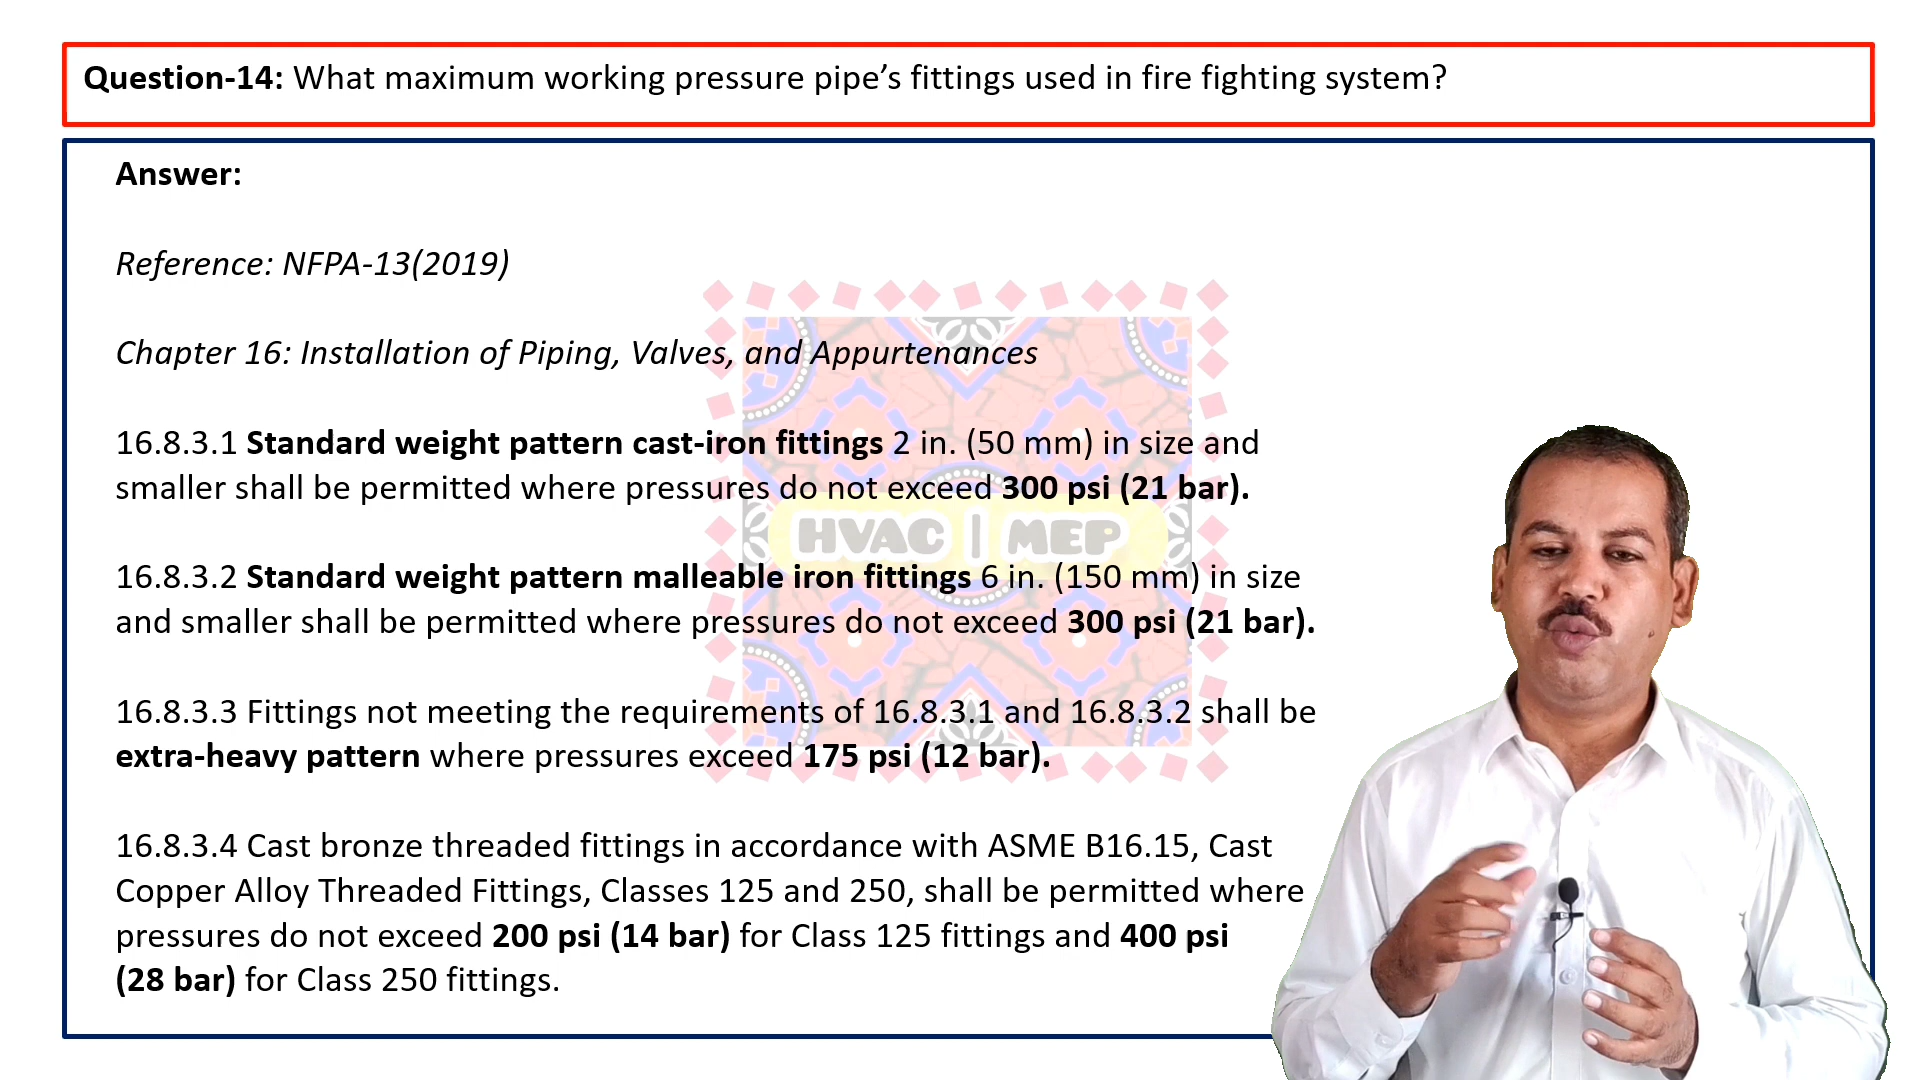 Question-14: What maximum working pressure pipe’s fittings used in fire fighting system?
Answer:
Reference: NFPA-13(2019)
Chapter 16: Installation of Piping, Valves, and Appurtenances
16.8.3.1 Standard weight pattern cast-iron fittings 2 in. (50 mm) in size and
smaller shall be permitted where pressures do not exceed 300 psi (21 bar).
HVAC | MEP
16.8.3.2 Standard weight pattern malleable iron fittings 6 in. (150 mm) in size
and smaller shall be permitted where pressures do not exceed 300 psi (21 bar).
16.8.3.3 Fittings not meeting the requirements of 16.8.3.1 and 16.8.3.2 shall be
extra-heavy pattern where pressures exceed 175 psi (12 bar).
16.8.3.4 Cast bronze threaded fittings in accordance with ASME B16.15, Cast
Copper Alloy Threaded Fittings, Classes 125 and 250, shall be permitted where
pressures do not exceed 200 psi (14 bar) for Class 125 fittings and 400 psi
(28 bar) for Class 250 fittings.